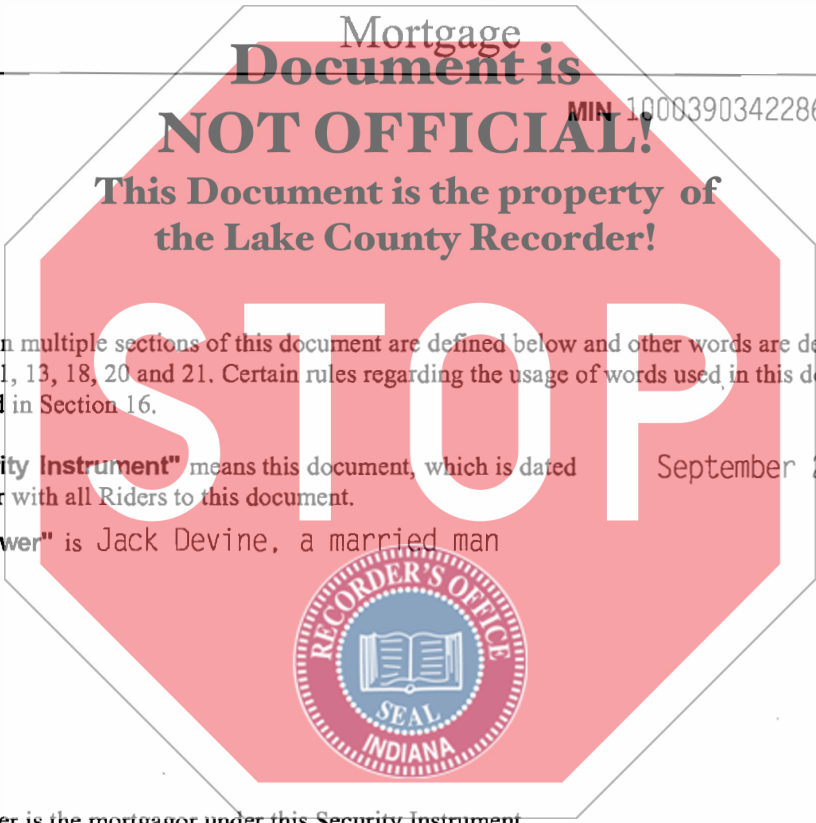 Mortgage
Document is
NOT OFFICIAL!
MIN 1000390342286
This Document is the property of
the Lake County Recorder!
STOP
n multiple sections of this document are defined below and other words are de
1, 13, 18, 20 and 21. Certain rules regarding the usage of words used in this do
d in Section 16.
ity Instrument" means this document, which is dated September 2
r with all Riders to this document.
wer" is Jack Devine, a married man
RECORDER'S OFFICE
SEAL
INDIANA
er is the mortgagor under this Security Instrument